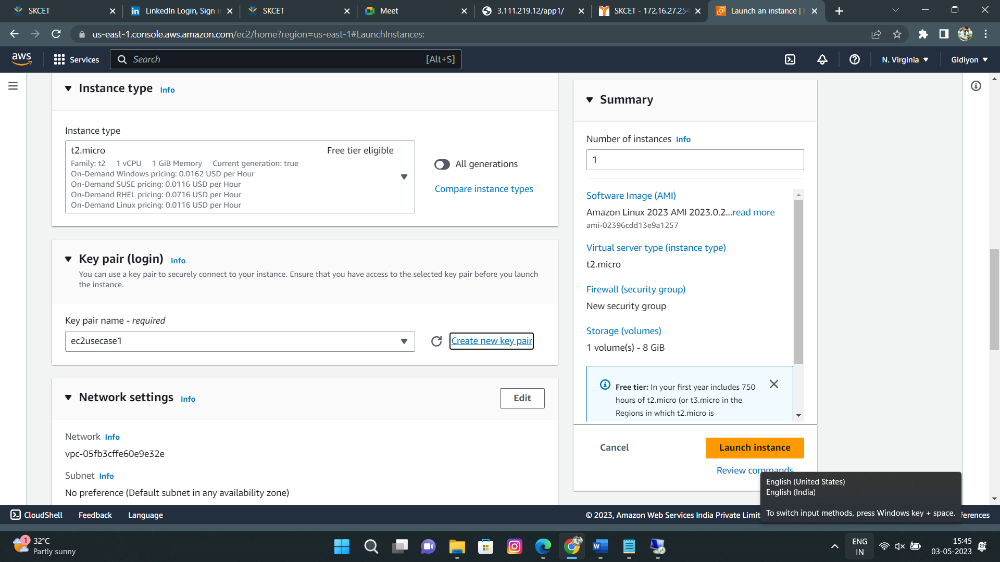 SKCET
LinkedIn Login, Sign i
SKCET
Meet
3.111.219.12/app1/
SKCET - 172.16.27.254
Launch an instance | E
us-east-1.console.aws.amazon.com/ec2/home?region=us-east-1#LaunchInstances:
aws
Services
Search
[Alt+S]
N. Virginia
Gidiyon
Instance type Info
Instance type
t2.micro
Free tier eligible
Family: t2 1 vCPU 1 GiB Memory Current generation: true
On-Demand Windows pricing: 0.0162 USD per Hour
On-Demand SUSE pricing: 0.0116 USD per Hour
On-Demand RHEL pricing: 0.0716 USD per Hour
On-Demand Linux pricing: 0.0116 USD per Hour
All generations
Compare instance types
Key pair (login) Info
You can use a key pair to securely connect to your instance. Ensure that you have access to the selected key pair before you launch
the instance.
Key pair name - required
ec2usecase1
Create new key pair
Network settings Info
Edit
Network Info
vpc-05fb3cffe60e9e32e
Subnet Info
No preference (Default subnet in any availability zone)
Summary
Number of instances Info
1
Software Image (AMI)
Amazon Linux 2023 AMI 2023.0.2...read more
ami-02396cdd13e9a1257
Virtual server type (instance type)
t2.micro
Firewall (security group)
New security group
Storage (volumes)
1 volume(s) - 8 GiB
Free tier: In your first year includes 750
hours of t2.micro (or t3.micro in the
Regions in which t2.micro is
Cancel
Launch instance
Review commands
English (United States)
English (India)
To switch input methods, press Windows key + space.
CloudShell
Feedback
Language
© 2023, Amazon Web Services India Private Limit
ferences
1
32°C
Partly sunny
ENG
IN
15:45
03-05-2023